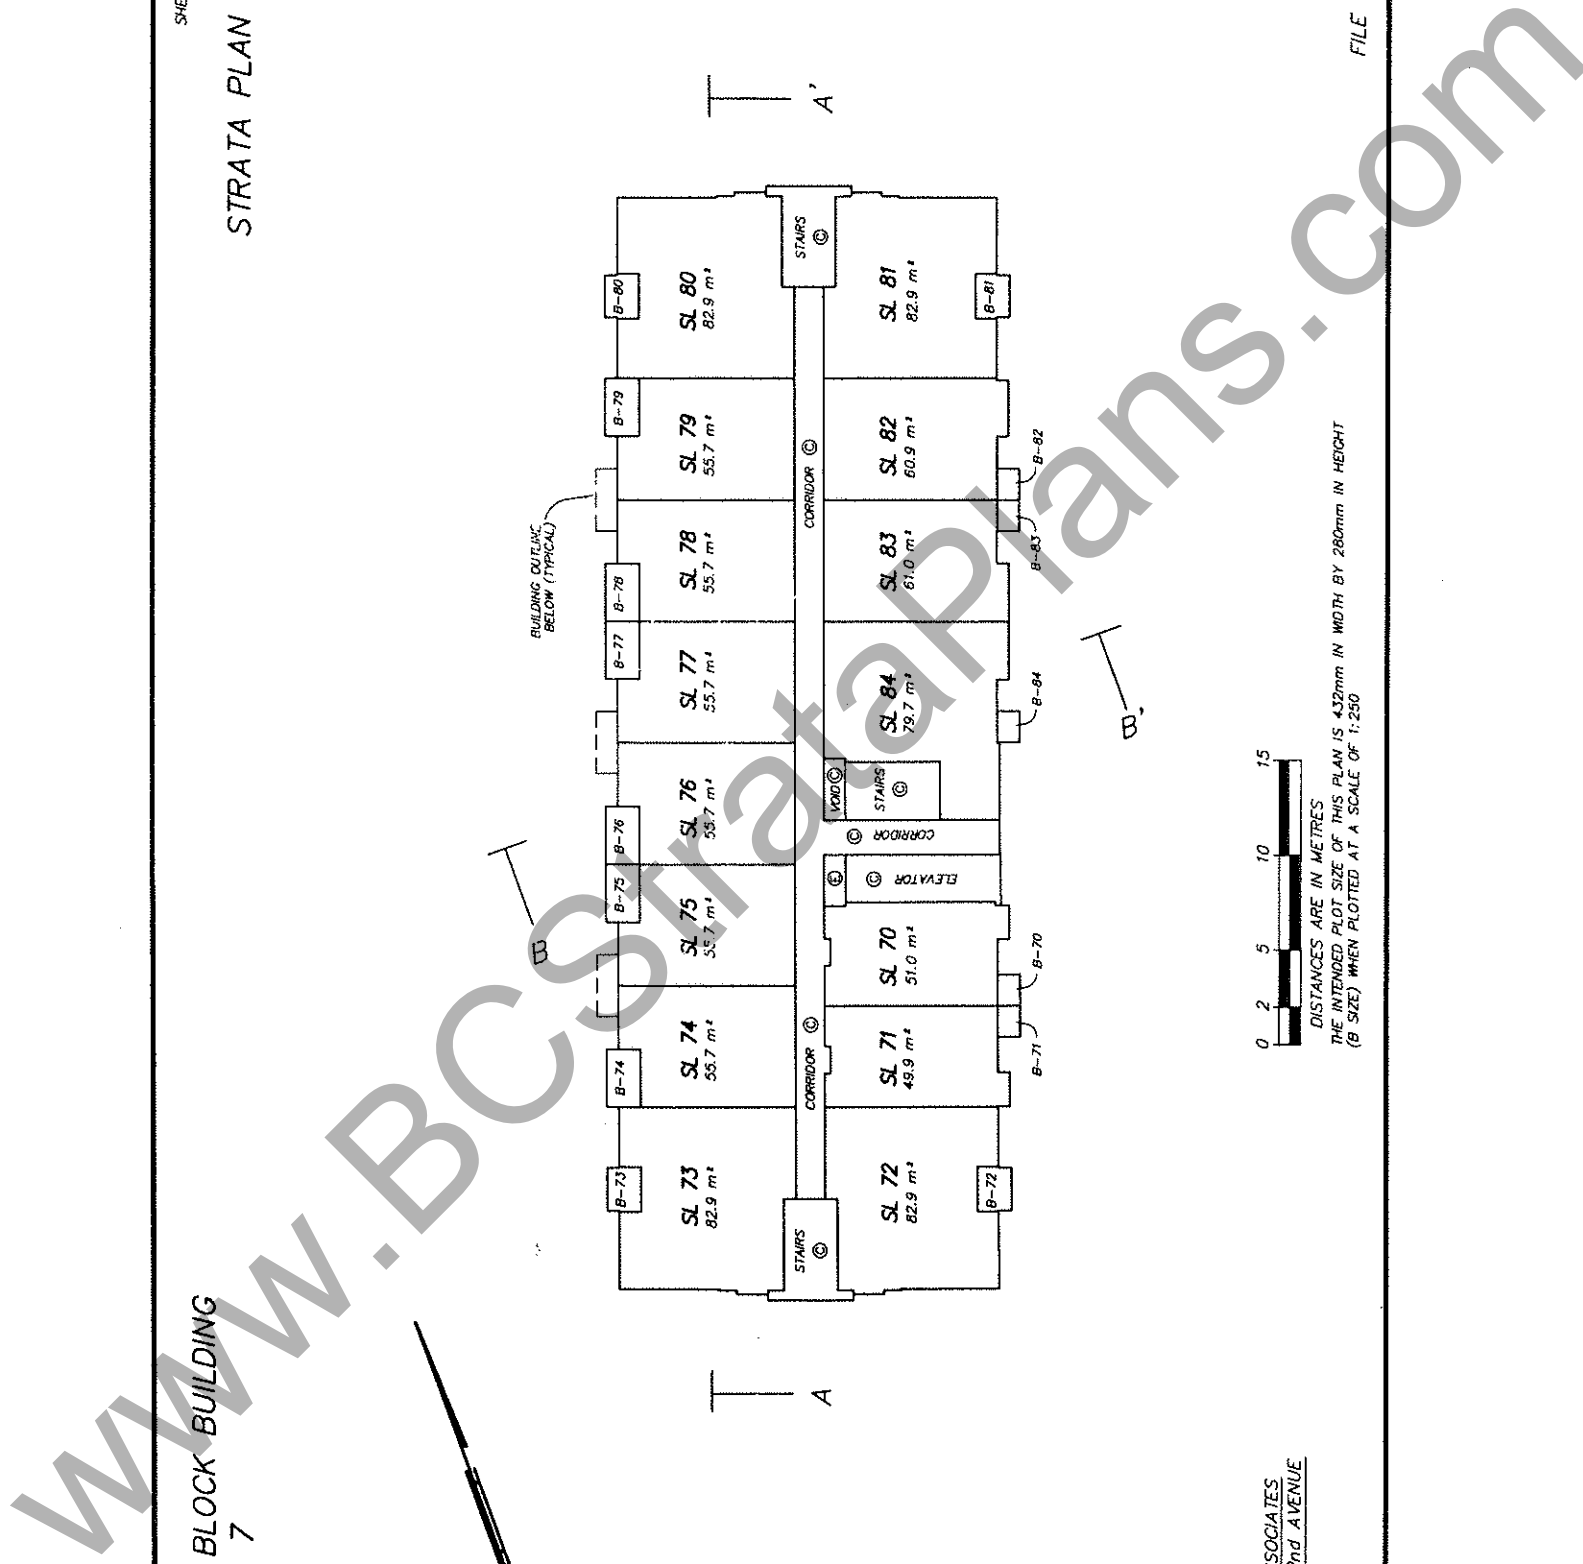 SHE
STRATA PLAN
BLOCK BUILDING
7
BUILDING OUTLINE
BELOW (TYPICAL)
B-73
B-74
B-75
B-76
B-77
B-78
B-79
B-80
SL 73
82.9 m²
SL 74
55.7 m²
SL 75
55.7 m²
SL 76
55.7 m²
SL 77
55.7 m²
SL 78
55.7 m²
SL 79
55.7 m²
SL 80
82.9 m²
A
STAIRS
©
CORRIDOR ©
CORRIDOR ©
STAIRS
©
A'
B
Ⓔ
© ELEVATOR
© CORRIDOR
VOID ©
STAIRS
©
SL 72
82.9 m²
SL 71
49.9 m²
SL 70
51.0 m²
SL 84
79.7 m²
SL 83
61.0 m²
SL 82
60.9 m²
SL 81
82.9 m²
B-72
B-71
B-70
B-84
B-83
B-82
B-81
B'
0 2 5 10 15
DISTANCES ARE IN METRES
THE INTENDED PLOT SIZE OF THIS PLAN IS 432mm IN WIDTH BY 280mm IN HEIGHT
(B SIZE) WHEN PLOTTED AT A SCALE OF 1:250
SOCIATES
2nd AVENUE
FILE
www.BCStrataPlans.com